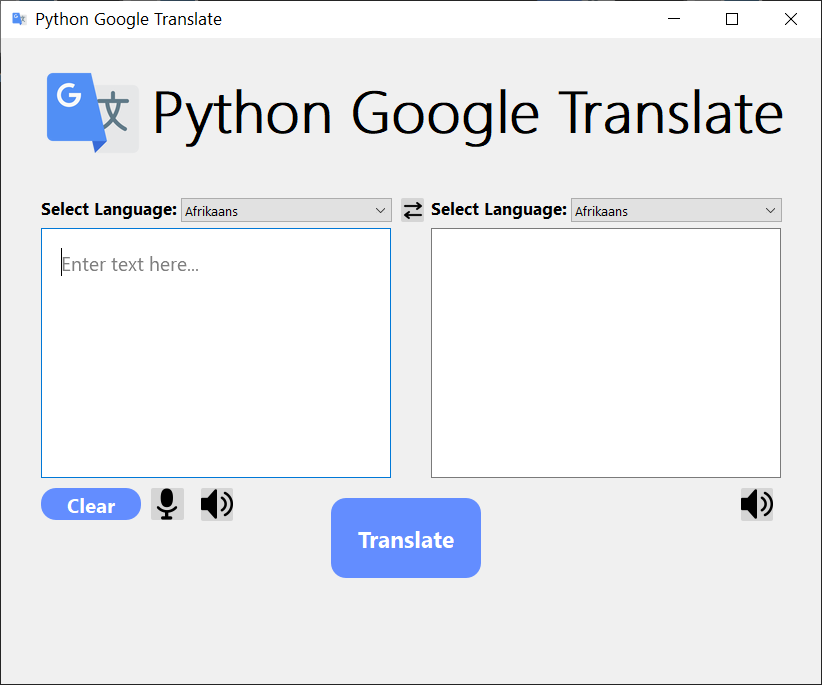 Python Google Translate
G 文 Python Google Translate
Select Language: Afrikaans Select Language: Afrikaans
Enter text here...
Clear
Translate